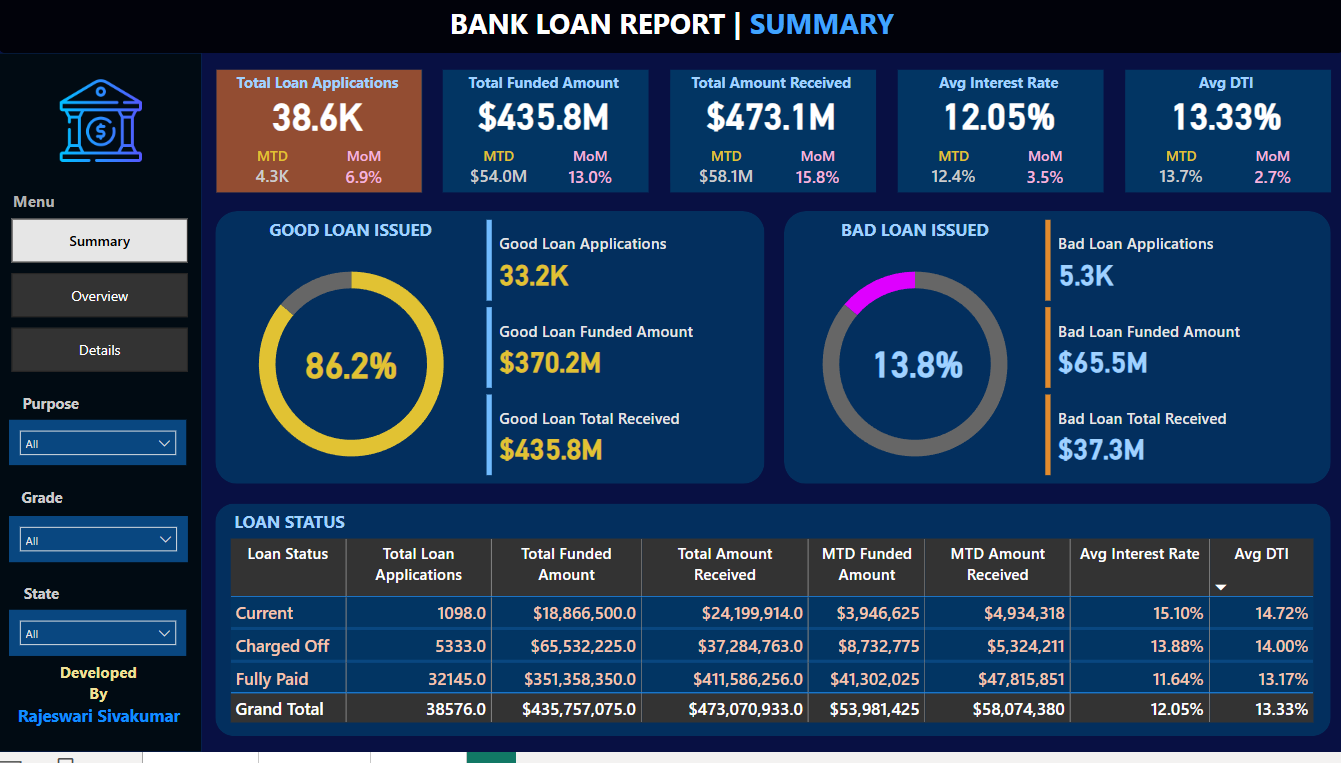 BANK LOAN REPORT | SUMMARY
Total Loan Applications
38.6K
MTD MoM
4.3K 6.9%
Total Funded Amount
$435.8M
MTD MoM
$54.0M 13.0%
Total Amount Received
$473.1M
MTD MoM
$58.1M 15.8%
Avg Interest Rate
12.05%
MTD MoM
12.4% 3.5%
Avg DTI
13.33%
MTD MoM
13.7% 2.7%
$
Menu
Summary
Overview
Details
Purpose
All
Grade
All
State
All
Developed
By
Rajeswari Sivakumar
GOOD LOAN ISSUED
86.2%
Good Loan Applications
33.2K
Good Loan Funded Amount
$370.2M
Good Loan Total Received
$435.8M
BAD LOAN ISSUED
13.8%
Bad Loan Applications
5.3K
Bad Loan Funded Amount
$65.5M
Bad Loan Total Received
$37.3M
LOAN STATUS
Loan Status Total Loan Applications Total Funded Amount Total Amount Received MTD Funded Amount MTD Amount Received Avg Interest Rate Avg DTI
Current 1098.0 $18,866,500.0 $24,199,914.0 $3,946,625 $4,934,318 15.10% 14.72%
Charged Off 5333.0 $65,532,225.0 $37,284,763.0 $8,732,775 $5,324,211 13.88% 14.00%
Fully Paid 32145.0 $351,358,350.0 $411,586,256.0 $41,302,025 $47,815,851 11.64% 13.17%
Grand Total 38576.0 $435,757,075.0 $473,070,933.0 $53,981,425 $58,074,380 12.05% 13.33%